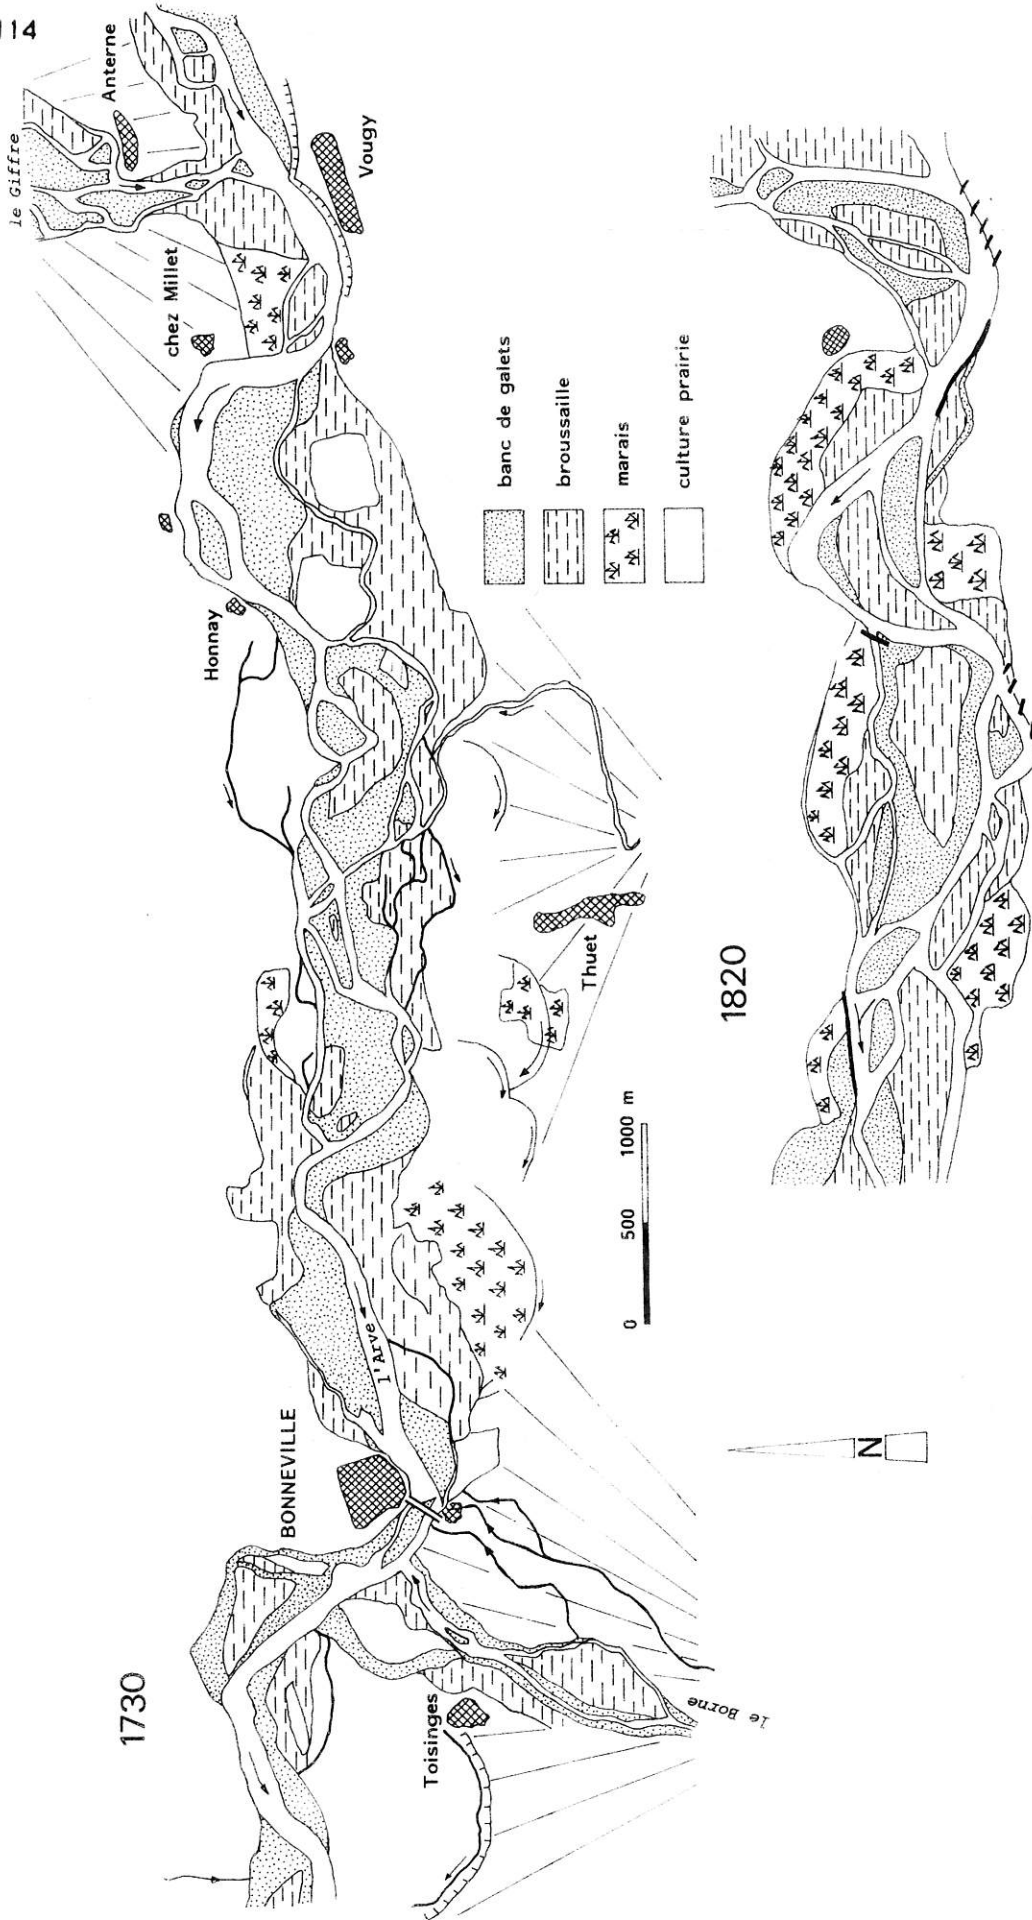 114
le Giffre
Anterne
Vougy
chez Millet
Honnay
banc de galets
broussaille
marais
culture prairie
Thuet
1820
0 500 1000 m
l'Arve
BONNEVILLE
N
1730
Toisinges
le Borne